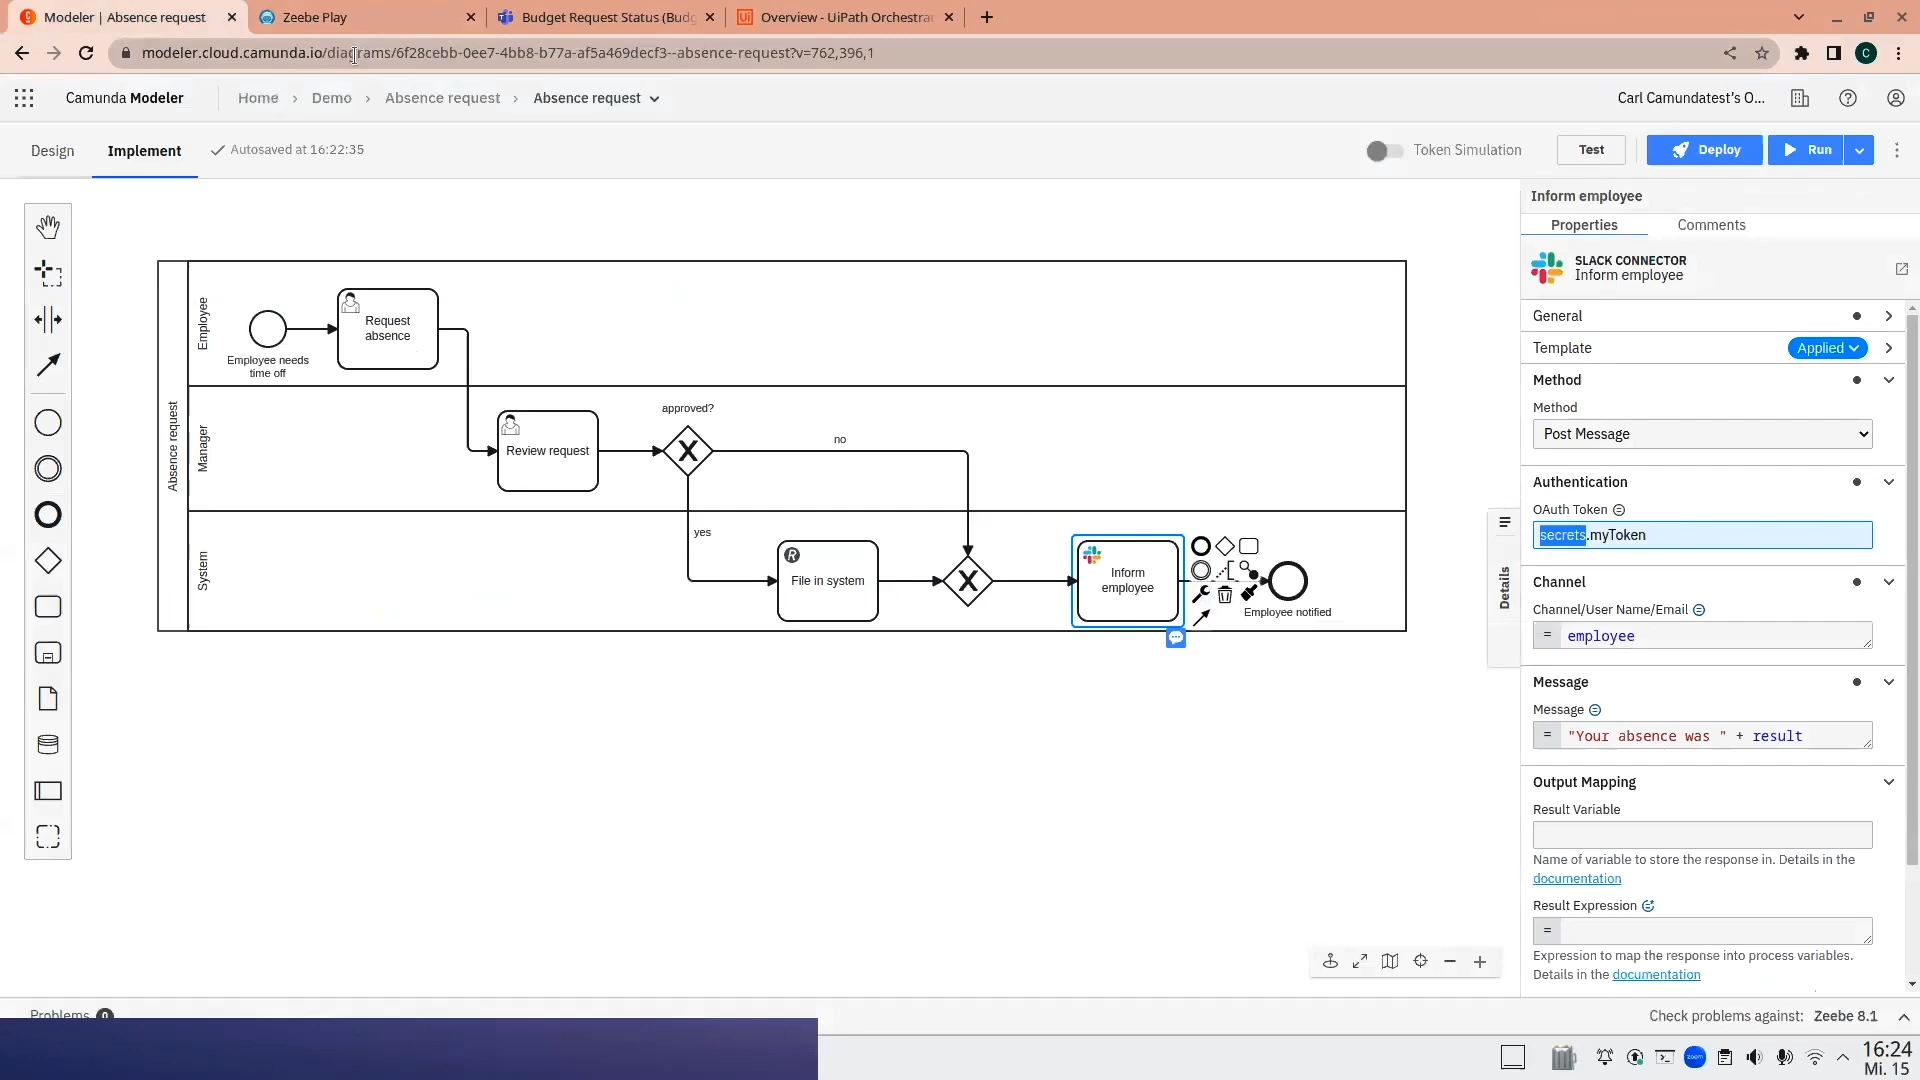 Modeler | Absence request
Zeebe Play
Budget Request Status (Budg
Overview - UiPath Orchestra
modeler.cloud.camunda.io/diagrams/6f28cebb-0ee7-4bb8-b77a-af5a469decf3--absence-request?v=762,396,1
C
Camunda Modeler
Home
Demo
Absence request
Absence request
Carl Camundatest's O...
Design
Implement
Autosaved at 16:22:35
Token Simulation
Test
Deploy
Run
Inform employee
Properties
Comments
SLACK CONNECTOR
Inform employee
General
Template
Applied
Method
Method
Post Message
Authentication
OAuth Token
secrets.myToken
Channel
Channel/User Name/Email
= employee
Message
Message
= "Your absence was " + result
Output Mapping
Result Variable
Name of variable to store the response in. Details in the
documentation
Result Expression
=
Expression to map the response into process variables.
Details in the documentation
Details
Absence request
Employee
Employee needs
time off
Request
absence
Manager
Review request
approved?
no
yes
System
R
File in system
Inform
employee
Employee notified
Problems 0
Check problems against: Zeebe 8.1
zoom
16:24
Mi. 15